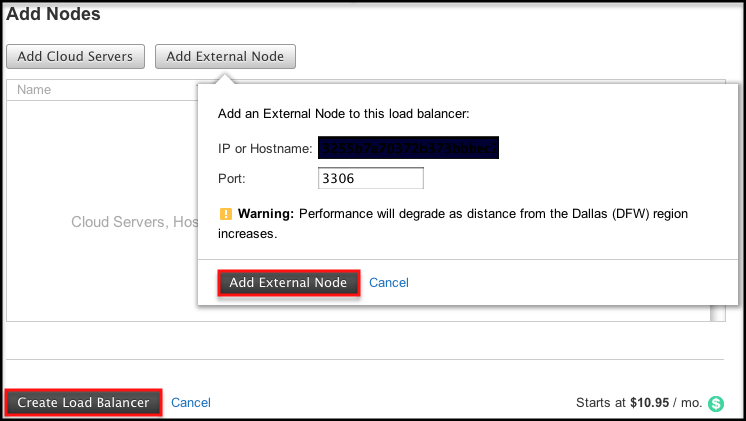 Add Nodes
Add Cloud Servers
Add External Node
Name
Add an External Node to this load balancer:
IP or Hostname:
Port:
3306
Cloud Servers, Hos
Warning: Performance will degrade as distance from the Dallas (DFW) region
increases.
Add External Node
Cancel
Create Load Balancer
Cancel
Starts at $10.95 / mo.
$